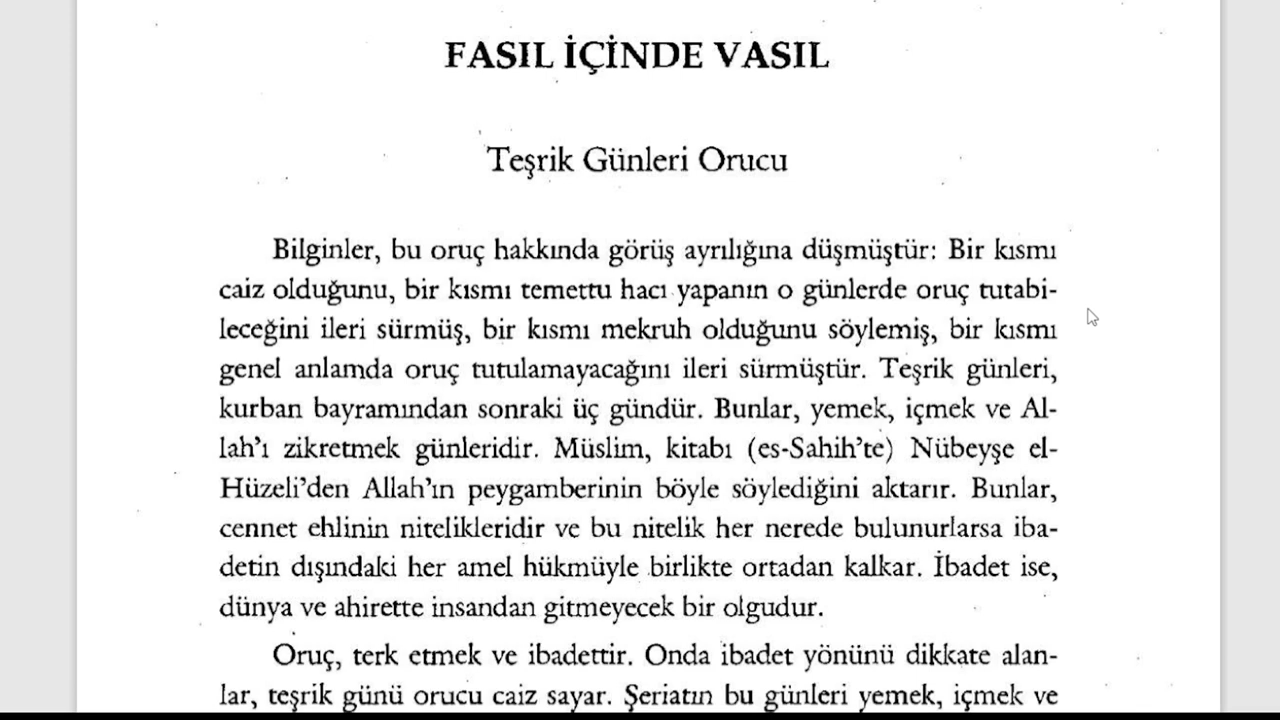 FASIL İÇİNDE VASIL
Teşrik Günleri Orucu
Bilginler, bu oruç hakkında görüş ayrılığına düşmüştür: Bir kısmı
caiz olduğunu, bir kısmı temettu hacı yapanın o günlerde oruç tutabi-
leceğini ileri sürmüş, bir kısmı mekruh olduğunu söylemiş, bir kısmı
genel anlamda oruç tutulamayacağını ileri sürmüştür. Teşrik günleri,
kurban bayramından sonraki üç gündür. Bunlar, yemek, içmek ve Al-
lah’ı zikretmek günleridir. Müslim, kitabı (es-Sahih’te) Nübeyşe el-
Hüzeli’den Allah’ın peygamberinin böyle söylediğini aktarır. Bunlar,
cennet ehlinin nitelikleridir ve bu nitelik her nerede bulunurlarsa iba-
detin dışındaki her amel hükmüyle birlikte ortadan kalkar. İbadet ise,
dünya ve ahirette insandan gitmeyecek bir olgudur.
Oruç, terk etmek ve ibadettir. Onda ibadet yönünü dikkate alan-
lar, teşrik günü orucu caiz sayar. Şeriatın bu günleri yemek, içmek ve